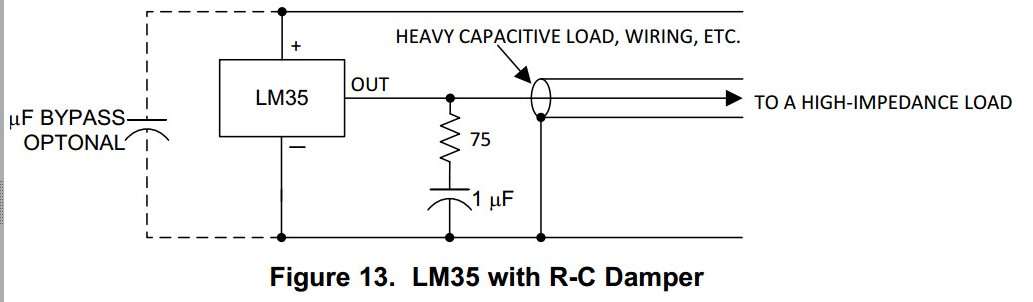 HEAVY CAPACITIVE LOAD, WIRING, ETC.
+
OUT
LM35
TO A HIGH-IMPEDANCE LOAD
µF BYPASS
OPTONAL
75
—
1 µF
Figure 13. LM35 with R-C Damper